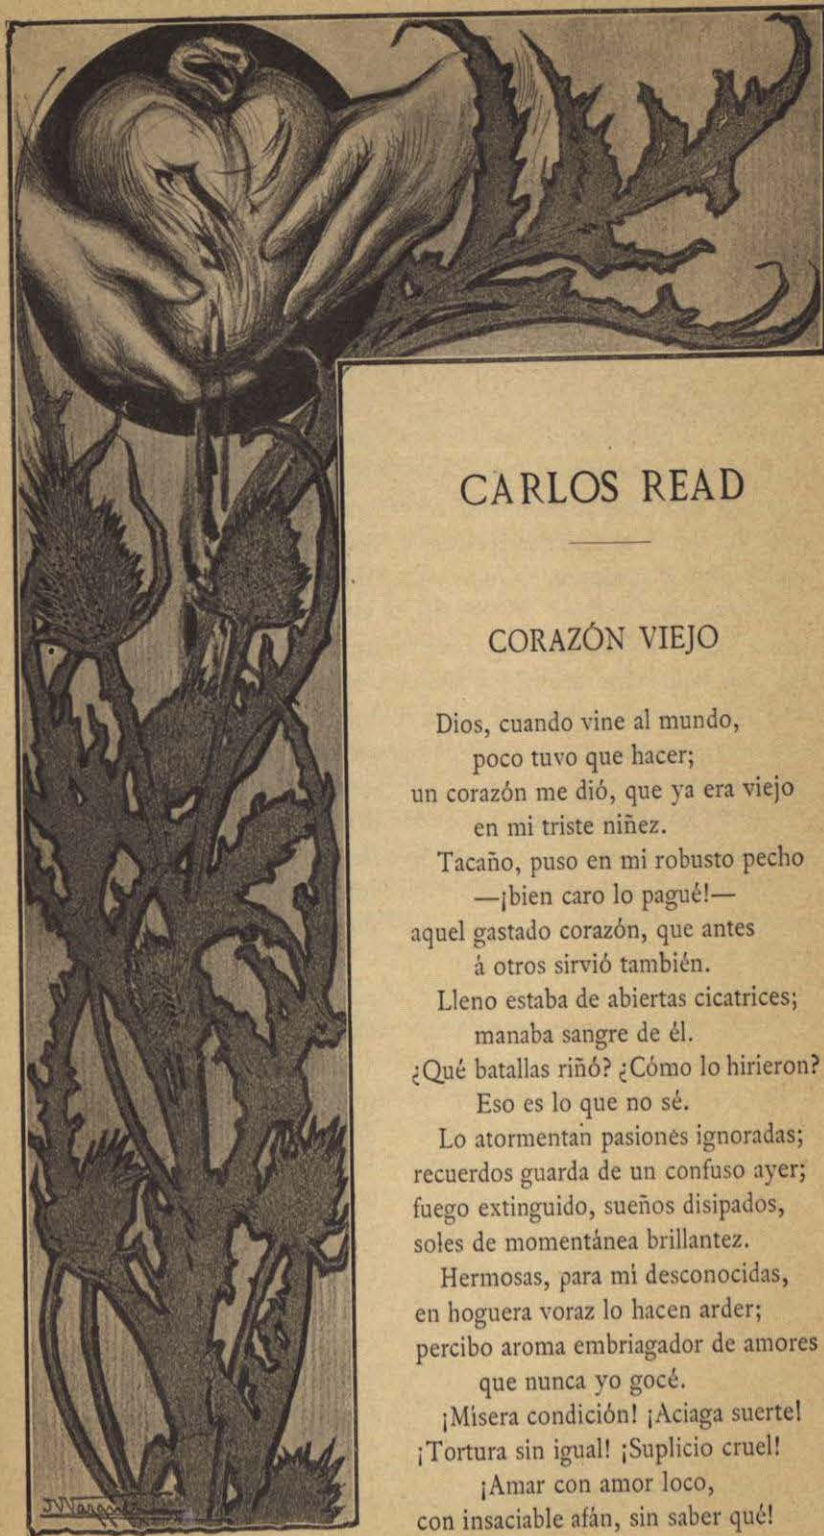 CARLOS READ
CORAZÓN VIEJO
Dios, cuando vine al mundo,
poco tuvo que hacer;
un corazón me dió, que ya era viejo
en mi triste niñez.
Tacaño, puso en mi robusto pecho
—¡bien caro lo pagué!—
aquel gastado corazón, que antes
á otros sirvió también.
Lleno estaba de abiertas cicatrices;
manaba sangre de él.
¿Qué batallas riñó? ¿Cómo lo hirieron?
Eso es lo que no sé.
Lo atormentan pasiones ignoradas;
recuerdos guarda de un confuso ayer;
fuego extinguido, sueños disipados,
soles de momentánea brillantez.
Hermosas, para mí desconocidas,
en hoguera voraz lo hacen arder;
percibo aroma embriagador de amores
que nunca yo gocé.
¡Mísera condición! ¡Aciaga suerte!
¡Tortura sin igual! ¡Suplicio cruel!
¡Amar con amor loco,
con insaciable afán, sin saber qué!